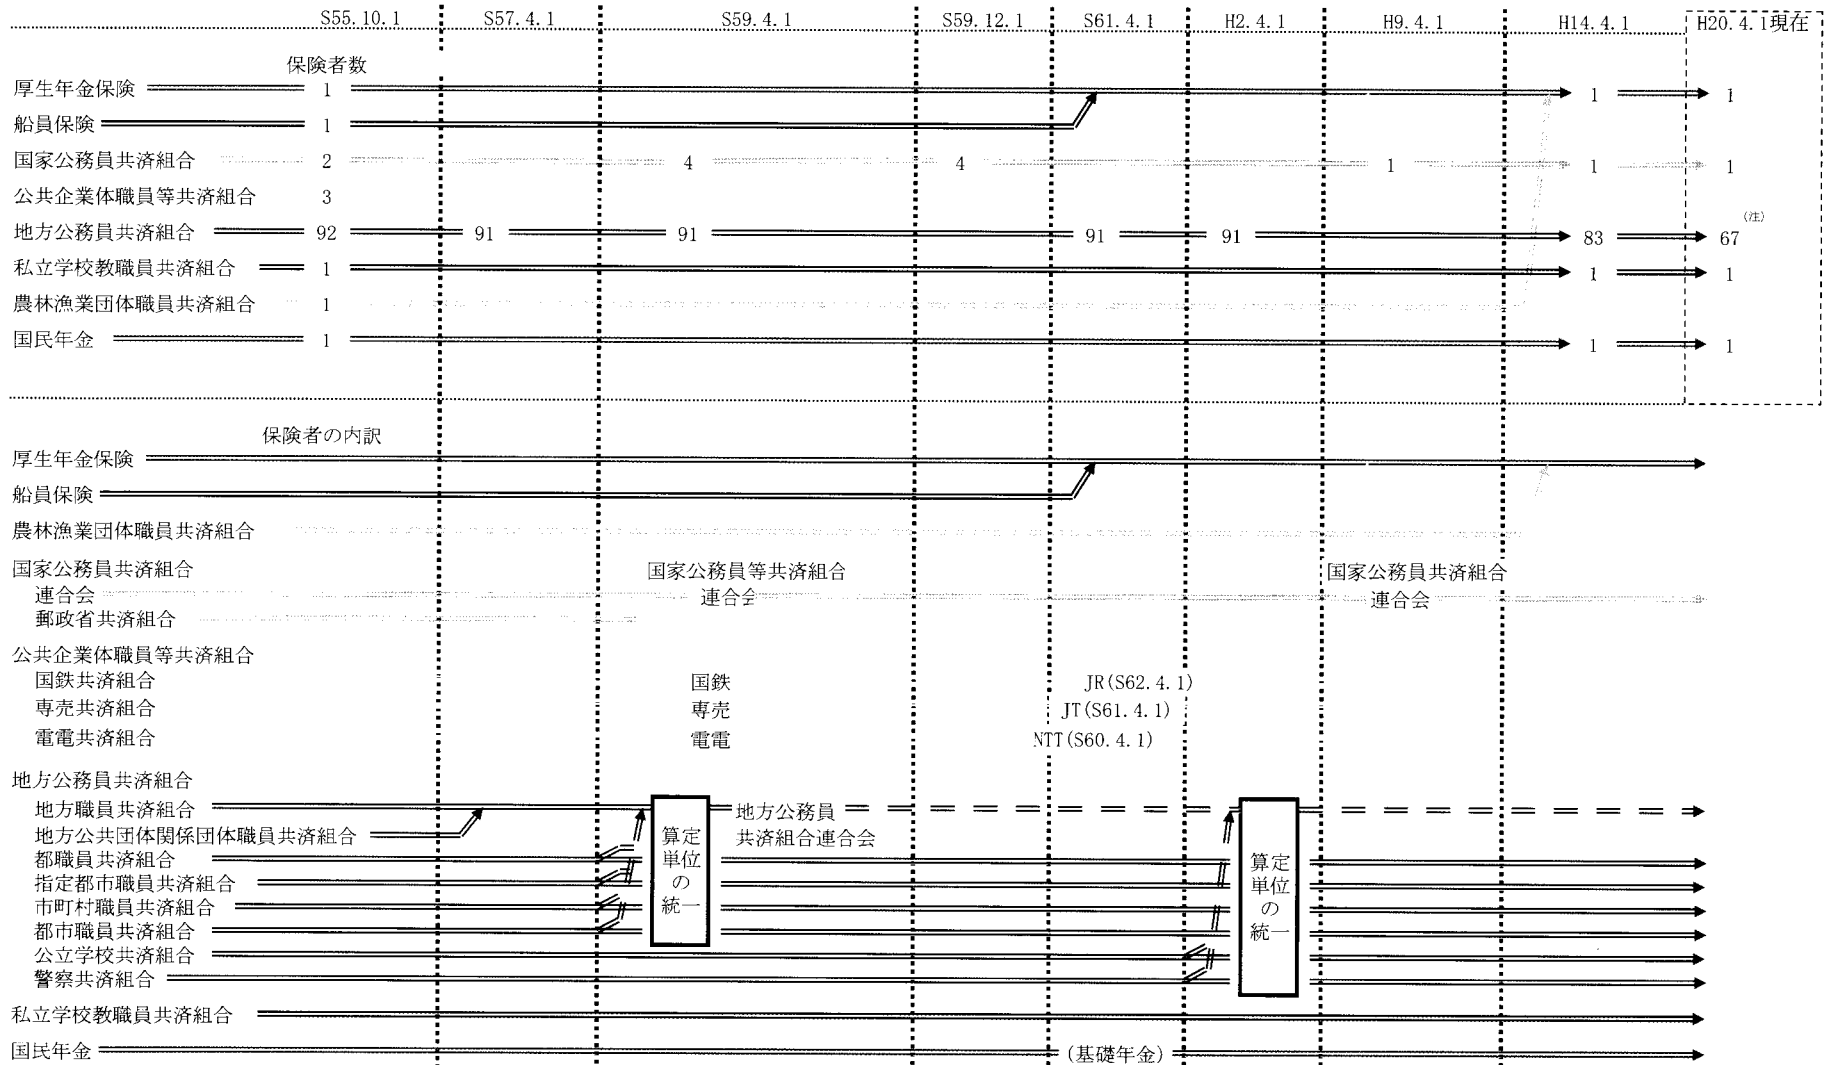 S55.10.1 S57.4.1 S59.4.1 S59.12.1 S61.4.1 H2.4.1 H9.4.1 H14.4.1 H20.4.1現在
保険者数
厚生年金保険 1 1 1
船員保険 1
国家公務員共済組合 2 4 4 1 1 1
公共企業体職員等共済組合 3
地方公務員共済組合 92 91 91 91 91 83 67(注)
私立学校教職員共済組合 1 1 1
農林漁業団体職員共済組合 1
国民年金 1 1 1
保険者の内訳
厚生年金保険
船員保険
農林漁業団体職員共済組合
国家公務員共済組合 国家公務員等共済組合 国家公務員共済組合
連合会 連合会 連合会
郵政省共済組合
公共企業体職員等共済組合
国鉄共済組合 国鉄 JR(S62.4.1)
専売共済組合 専売 JT(S61.4.1)
電電共済組合 電電 NTT(S60.4.1)
地方公務員共済組合
地方職員共済組合 地方公務員
地方公共団体関係団体職員共済組合 共済組合連合会
都職員共済組合
指定都市職員共済組合
市町村職員共済組合
都市職員共済組合
公立学校共済組合
警察共済組合
算定
単位
の
統一
算定
単位
の
統一
私立学校教職員共済組合
国民年金 (基礎年金)